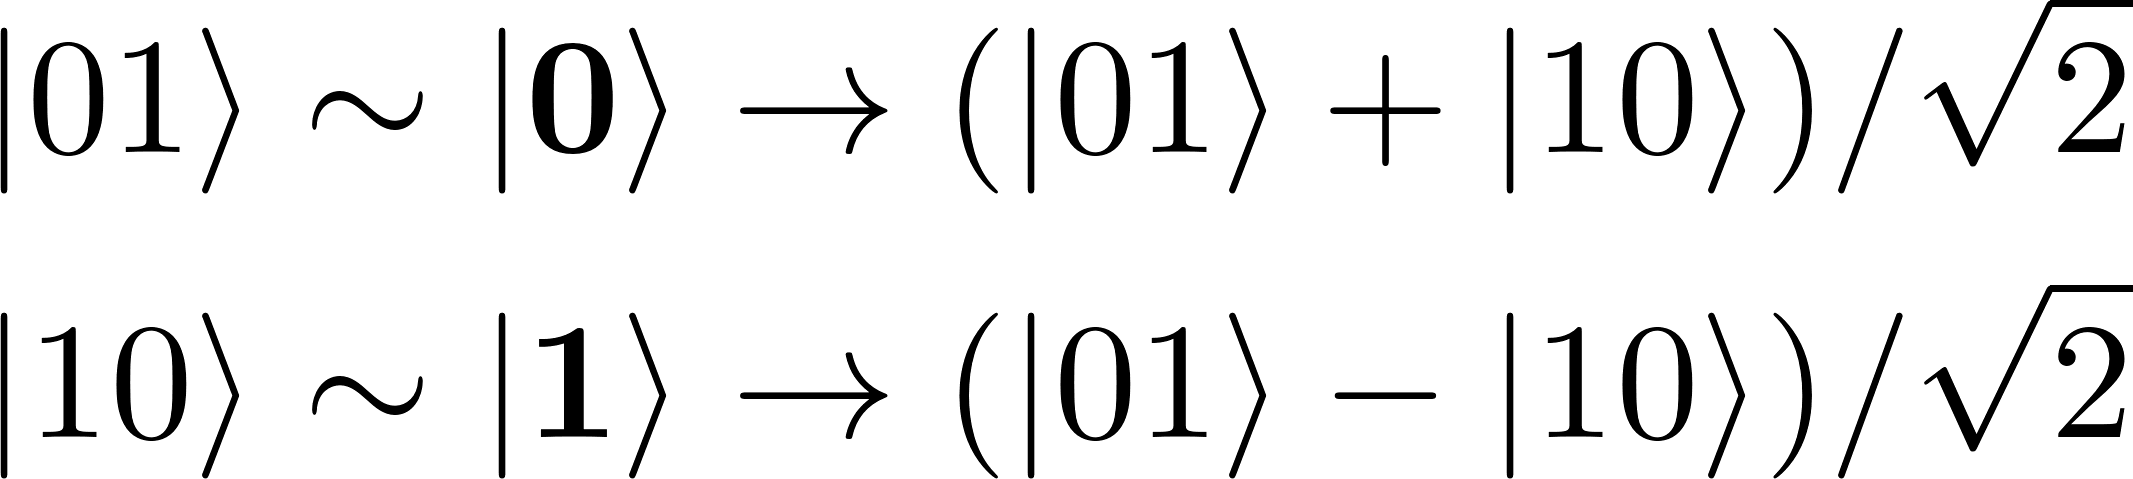 |01⟩ ∼ |𝟎⟩ → (|01⟩ + |10⟩)/√2
|10⟩ ∼ |𝟏⟩ → (|01⟩ − |10⟩)/√2